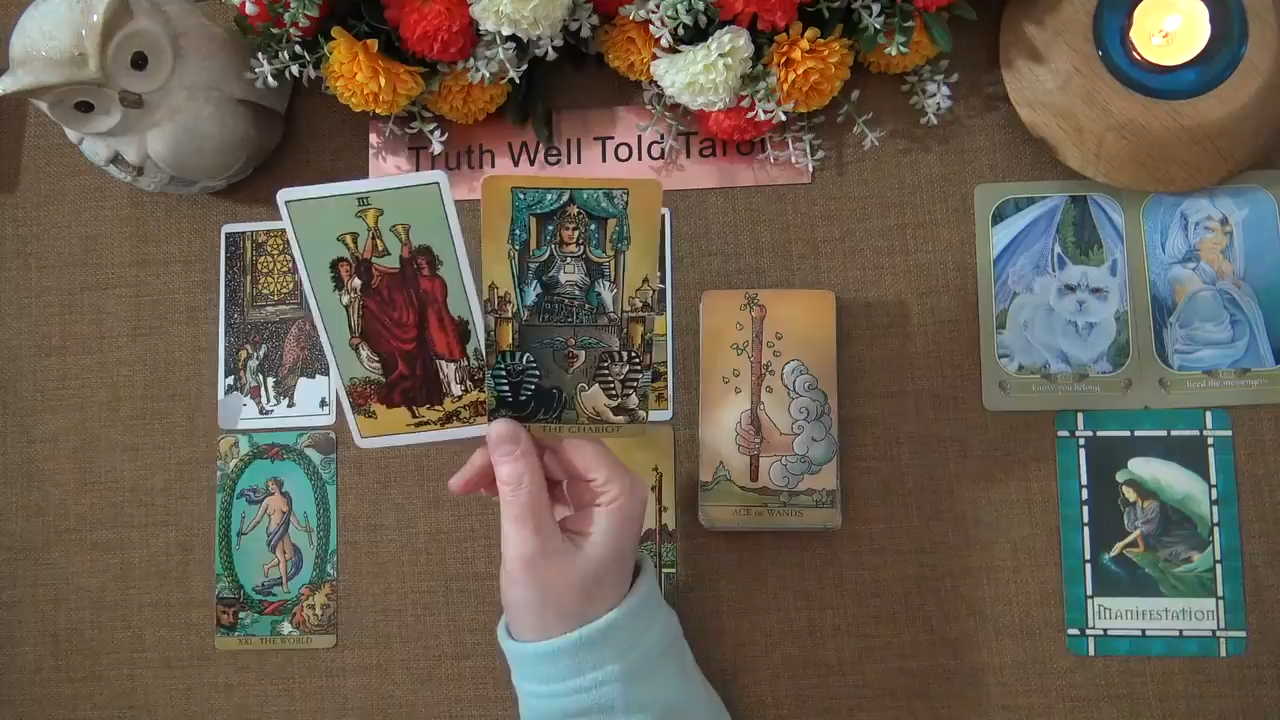 Truth Well Told Tarot
III
VII THE CHARIOT
know you belong
heed the messenger
ACE OF WANDS
MANIFESTATION
XXI THE WORLD